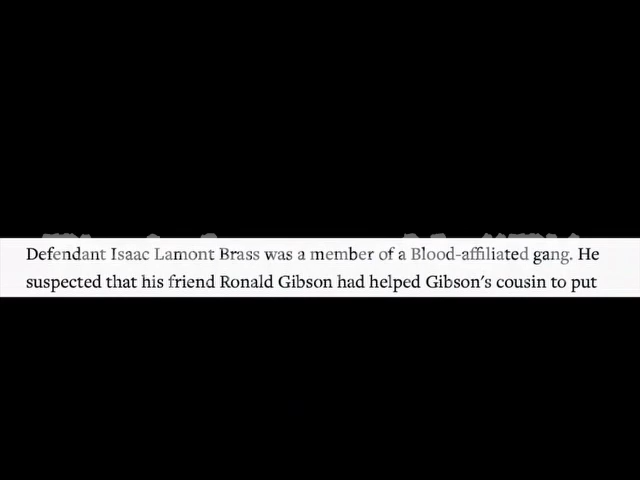 Defendant Isaac Lamont Brass was a member of a Blood-affiliated gang. He
suspected that his friend Ronald Gibson had helped Gibson's cousin to put